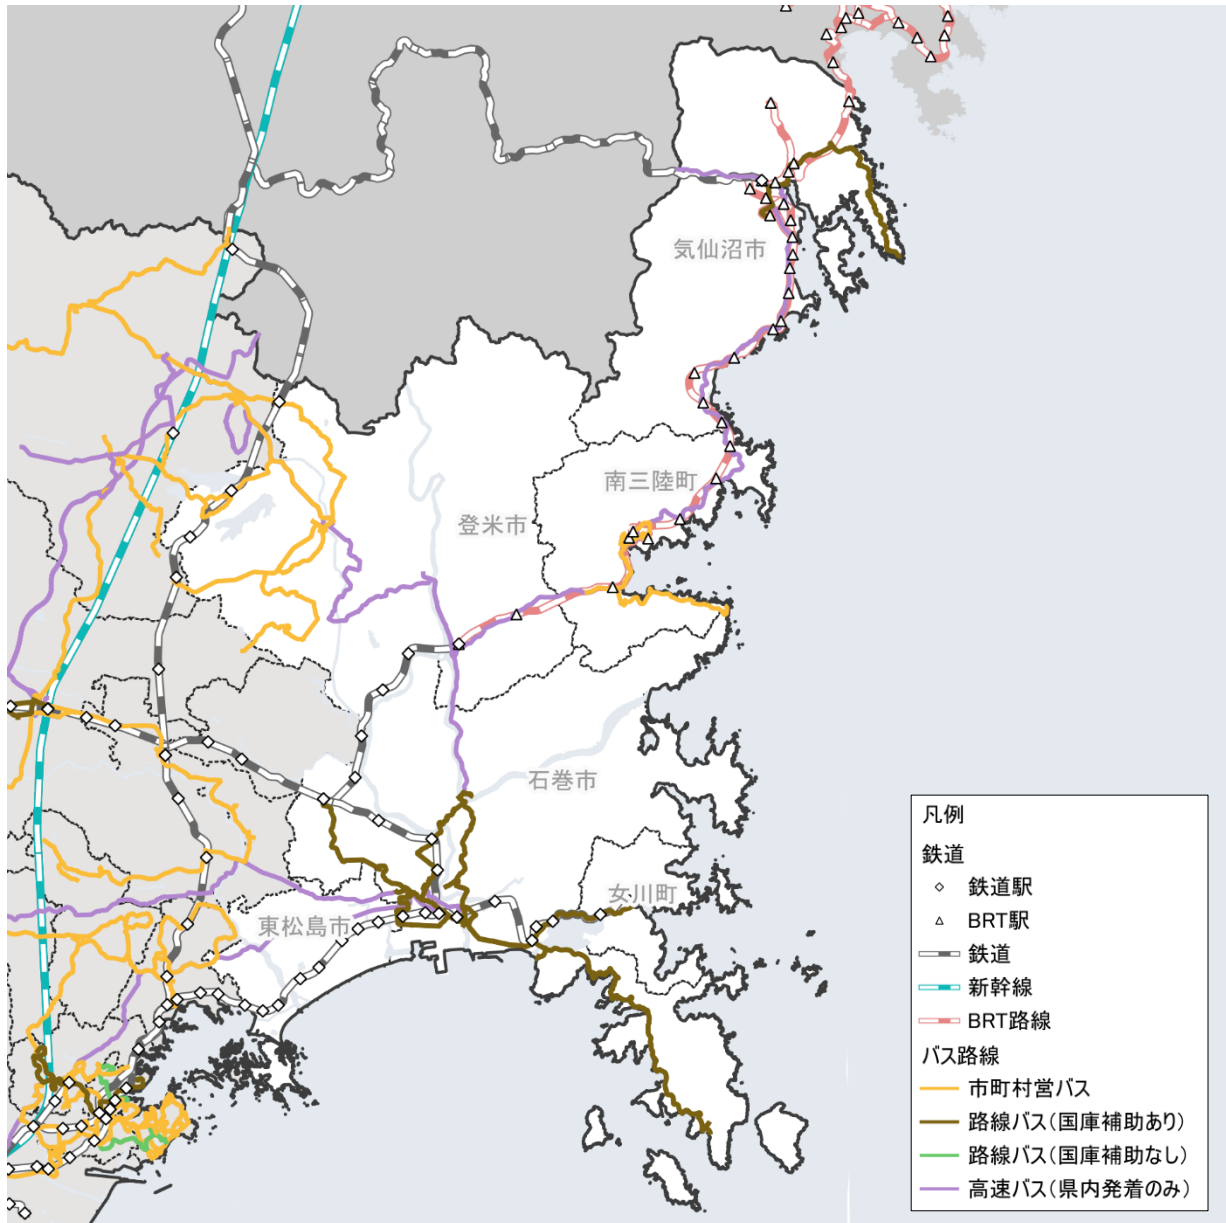 気仙沼市
南三陸町
登米市
石巻市
女川町
東松島市
凡例
鉄道
鉄道駅
BRT駅
鉄道
新幹線
BRT路線
バス路線
市町村営バス
路線バス(国庫補助あり)
路線バス(国庫補助なし)
高速バス(県内発着のみ)